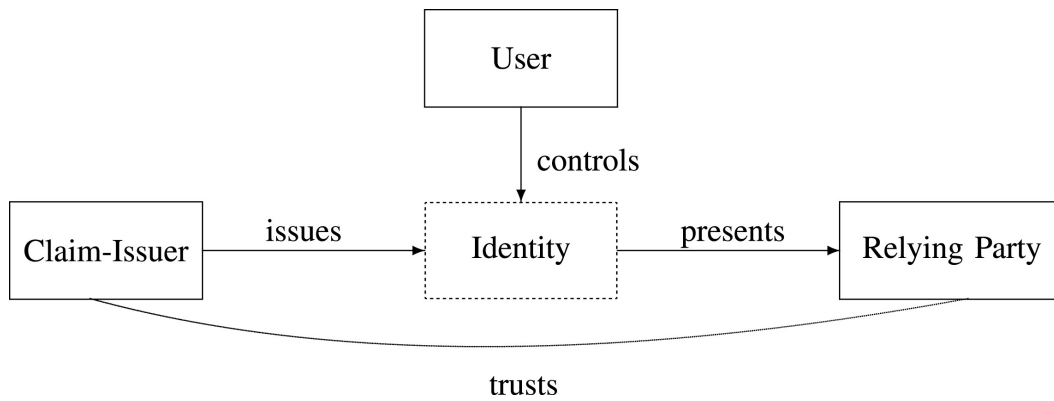 User
controls
Claim-Issuer
issues
Identity
presents
Relying Party
trusts